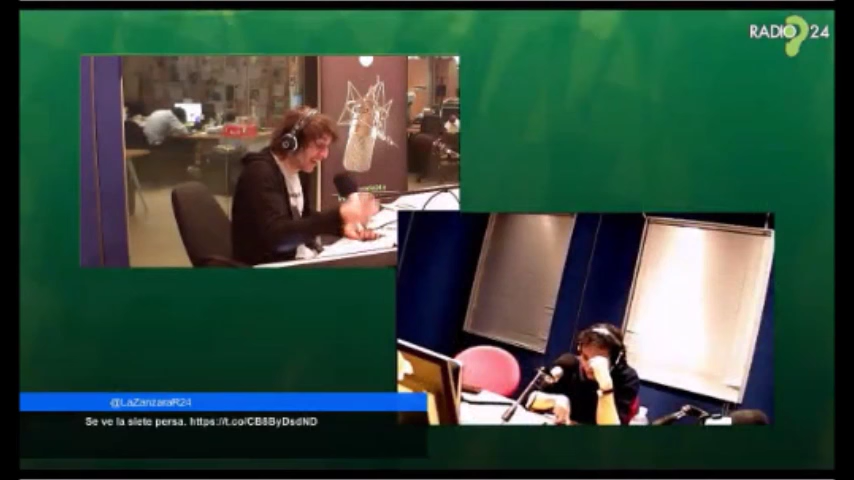 RADIO 24
@LaZanzaraR24
Se ve la siete persa. https://t.co/CB8ByDsdND